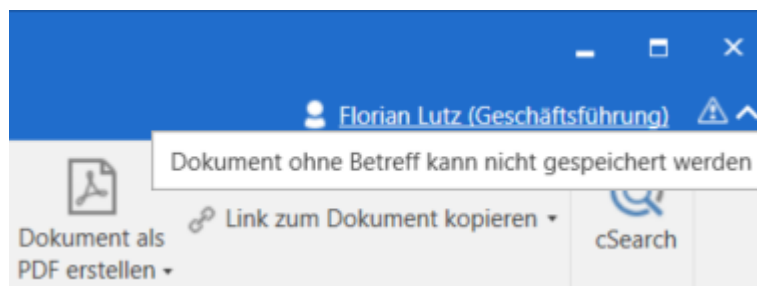 Florian Lutz (Geschäftsführung)
Dokument ohne Betreff kann nicht gespeichert werden
Dokument als
PDF erstellen
Link zum Dokument kopieren
cSearch